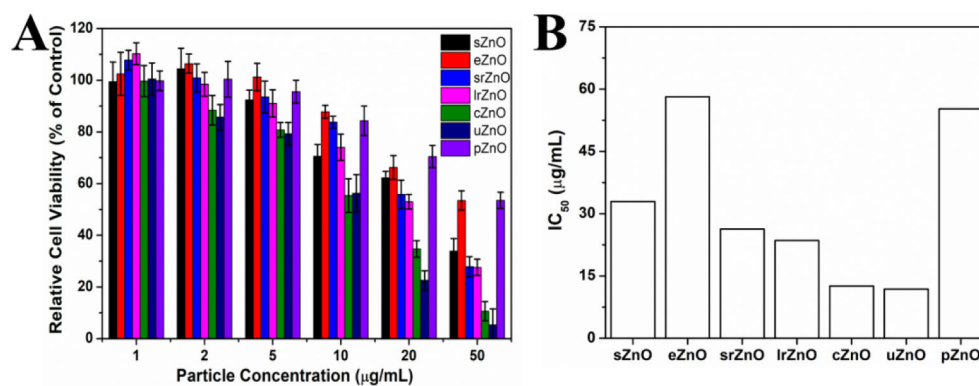 A
Relative Cell Viability (% of Control)
120
100
80
60
40
20
0
sZnO
eZnO
srZnO
lrZnO
cZnO
uZnO
pZnO
1 2 5 10 20 50
Particle Concentration (μg/mL)
B
IC50 (μg/mL)
75
60
45
30
15
0
sZnO eZnO srZnO lrZnO cZnO uZnO pZnO